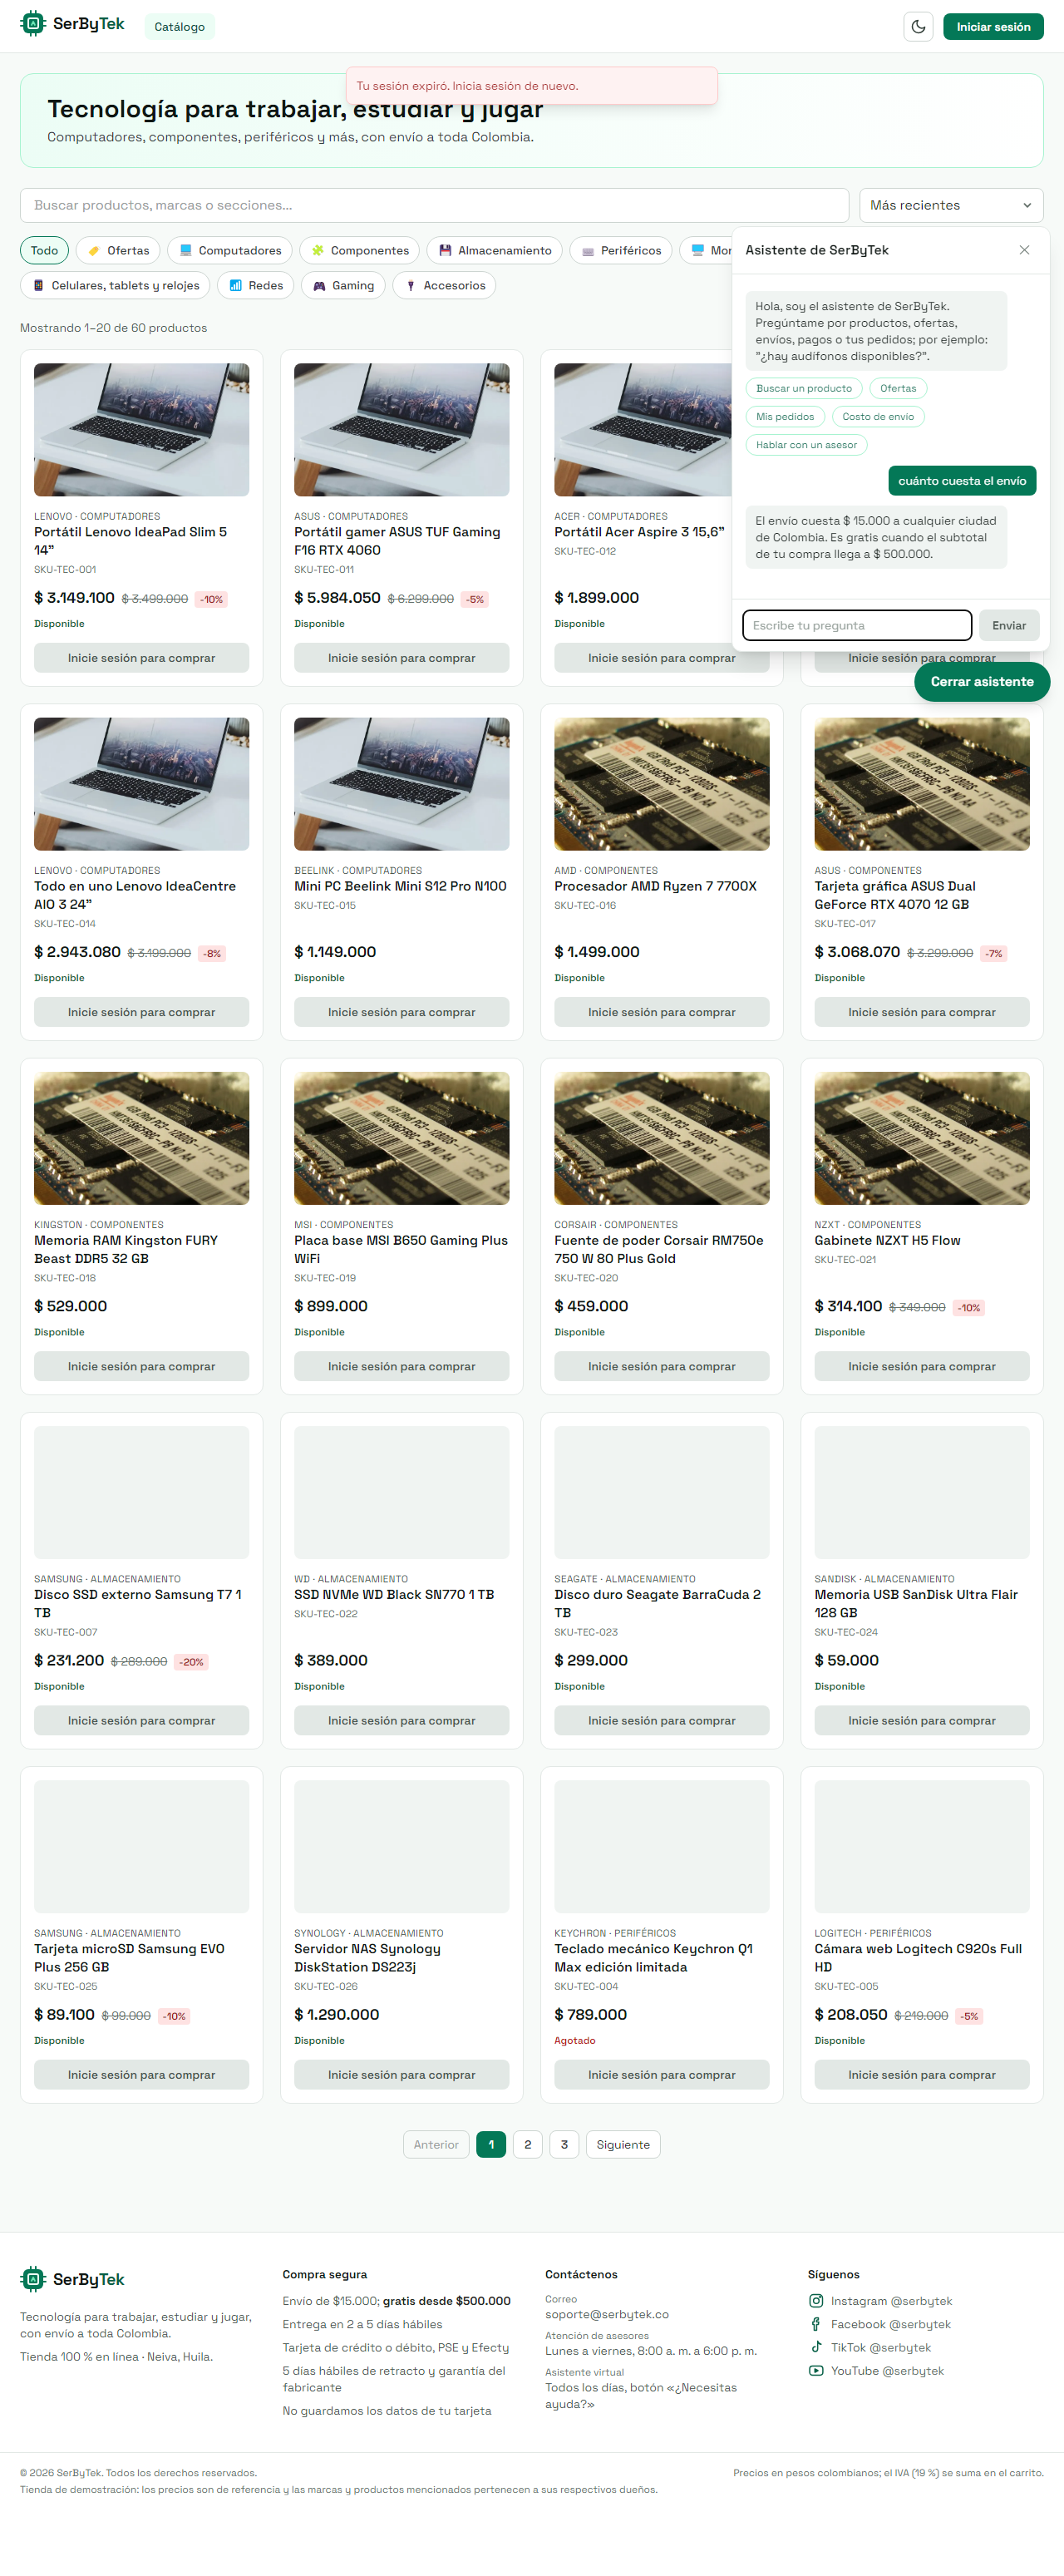 SerByTek
Catálogo
Iniciar sesión
Tu sesión expiró. Inicia sesión de nuevo.
Tecnología para trabajar, estudiar y jugar
Computadores, componentes, periféricos y más, con envío a toda Colombia.
Buscar productos, marcas o secciones...
Más recientes
Todo
Ofertas
Computadores
Componentes
Almacenamiento
Periféricos
Celulares, tablets y relojes
Redes
Gaming
Accesorios
Mostrando 1–20 de 60 productos
Asistente de SerByTek
Hola, soy el asistente de SerByTek.
Pregúntame por productos, ofertas,
envíos, pagos o tus pedidos; por ejemplo:
"¿hay audífonos disponibles?".
Buscar un producto
Ofertas
Mis pedidos
Costo de envío
Hablar con un asesor
cuánto cuesta el envío
El envío cuesta $ 15.000 a cualquier ciudad
de Colombia. Es gratis cuando el subtotal
de tu compra llega a $ 500.000.
Escribe tu pregunta
Enviar
Cerrar asistente
LENOVO · COMPUTADORES
Portátil Lenovo IdeaPad Slim 5
14"
SKU-TEC-001
$ 3.149.100 $ 3.499.000 -10%
Disponible
Inicie sesión para comprar
ASUS · COMPUTADORES
Portátil gamer ASUS TUF Gaming
F16 RTX 4060
SKU-TEC-011
$ 5.984.050 $ 6.299.000 -5%
Disponible
Inicie sesión para comprar
ACER · COMPUTADORES
Portátil Acer Aspire 3 15,6"
SKU-TEC-012
$ 1.899.000
Disponible
Inicie sesión para comprar
Inicie sesión para comprar
LENOVO · COMPUTADORES
Todo en uno Lenovo IdeaCentre
AIO 3 24"
SKU-TEC-014
$ 2.943.080 $ 3.199.000 -8%
Disponible
Inicie sesión para comprar
BEELINK · COMPUTADORES
Mini PC Beelink Mini S12 Pro N100
SKU-TEC-015
$ 1.149.000
Disponible
Inicie sesión para comprar
AMD · COMPONENTES
Procesador AMD Ryzen 7 7700X
SKU-TEC-016
$ 1.499.000
Disponible
Inicie sesión para comprar
ASUS · COMPONENTES
Tarjeta gráfica ASUS Dual
GeForce RTX 4070 12 GB
SKU-TEC-017
$ 3.068.070 $ 3.299.000 -7%
Disponible
Inicie sesión para comprar
KINGSTON · COMPONENTES
Memoria RAM Kingston FURY
Beast DDR5 32 GB
SKU-TEC-018
$ 529.000
Disponible
Inicie sesión para comprar
MSI · COMPONENTES
Placa base MSI B650 Gaming Plus
WiFi
SKU-TEC-019
$ 899.000
Disponible
Inicie sesión para comprar
CORSAIR · COMPONENTES
Fuente de poder Corsair RM750e
750 W 80 Plus Gold
SKU-TEC-020
$ 459.000
Disponible
Inicie sesión para comprar
NZXT · COMPONENTES
Gabinete NZXT H5 Flow
SKU-TEC-021
$ 314.100 $ 349.000 -10%
Disponible
Inicie sesión para comprar
SAMSUNG · ALMACENAMIENTO
Disco SSD externo Samsung T7 1
TB
SKU-TEC-007
$ 231.200 $ 289.000 -20%
Disponible
Inicie sesión para comprar
WD · ALMACENAMIENTO
SSD NVMe WD Black SN770 1 TB
SKU-TEC-022
$ 389.000
Disponible
Inicie sesión para comprar
SEAGATE · ALMACENAMIENTO
Disco duro Seagate BarraCuda 2
TB
SKU-TEC-023
$ 299.000
Disponible
Inicie sesión para comprar
SANDISK · ALMACENAMIENTO
Memoria USB SanDisk Ultra Flair
128 GB
SKU-TEC-024
$ 59.000
Disponible
Inicie sesión para comprar
SAMSUNG · ALMACENAMIENTO
Tarjeta microSD Samsung EVO
Plus 256 GB
SKU-TEC-025
$ 89.100 $ 99.000 -10%
Disponible
Inicie sesión para comprar
SYNOLOGY · ALMACENAMIENTO
Servidor NAS Synology
DiskStation DS223j
SKU-TEC-026
$ 1.290.000
Disponible
Inicie sesión para comprar
KEYCHRON · PERIFÉRICOS
Teclado mecánico Keychron Q1
Max edición limitada
SKU-TEC-004
$ 789.000
Agotado
Inicie sesión para comprar
LOGITECH · PERIFÉRICOS
Cámara web Logitech C920s Full
HD
SKU-TEC-005
$ 208.050 $ 219.000 -5%
Disponible
Inicie sesión para comprar
Anterior 1 2 3 Siguiente
SerByTek
Tecnología para trabajar, estudiar y jugar,
con envío a toda Colombia.
Tienda 100 % en línea · Neiva, Huila.
Compra segura
Envío de $15.000; gratis desde $500.000
Entrega en 2 a 5 días hábiles
Tarjeta de crédito o débito, PSE y Efecty
5 días hábiles de retracto y garantía del
fabricante
No guardamos los datos de tu tarjeta
Contáctenos
Correo
soporte@serbytek.co
Atención de asesores
Lunes a viernes, 8:00 a. m. a 6:00 p. m.
Asistente virtual
Todos los días, botón «¿Necesitas
ayuda?»
Síguenos
Instagram @serbytek
Facebook @serbytek
TikTok @serbytek
YouTube @serbytek
© 2026 SerByTek. Todos los derechos reservados.
Precios en pesos colombianos; el IVA (19 %) se suma en el carrito.
Tienda de demostración: los precios son de referencia y las marcas y productos mencionados pertenecen a sus respectivos dueños.